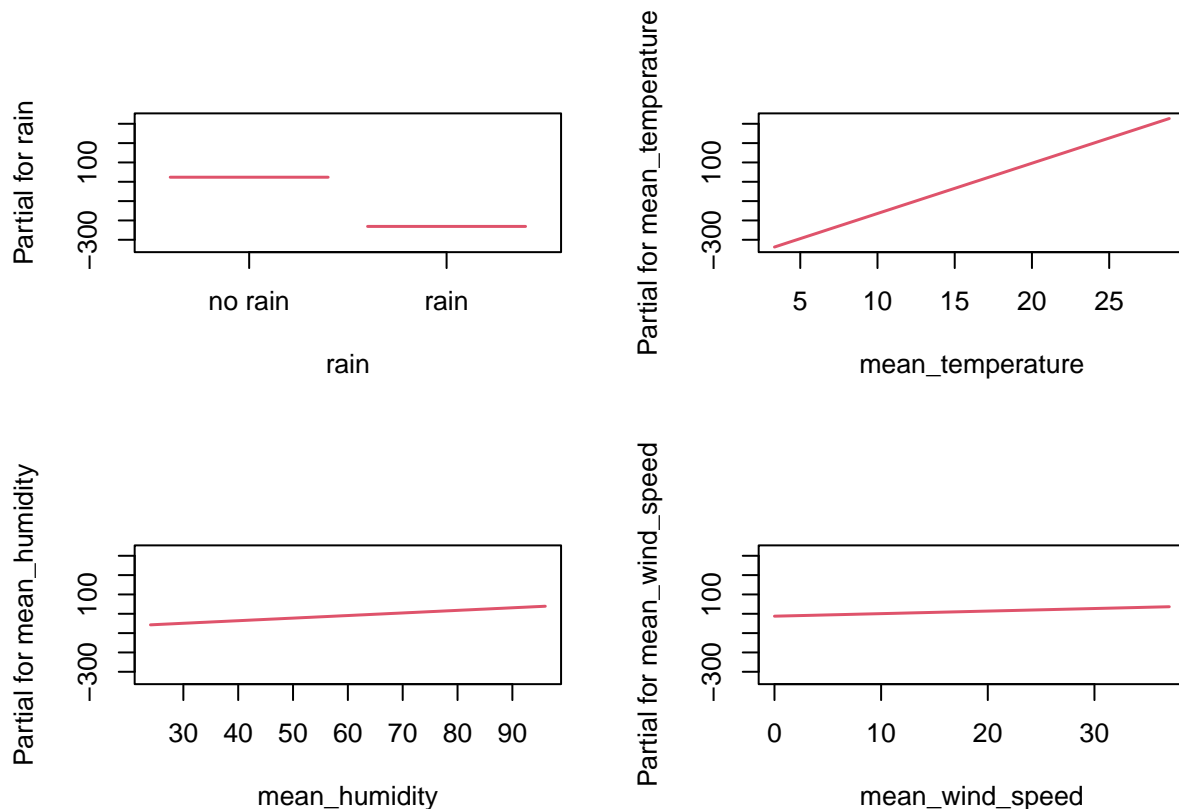 Partial for rain
100
−300
no rain
rain
rain
Partial for mean_temperature
100
−300
5
10
15
20
25
mean_temperature
Partial for mean_humidity
100
−300
30
40
50
60
70
80
90
mean_humidity
Partial for mean_wind_speed
100
−300
0
10
20
30
mean_wind_speed